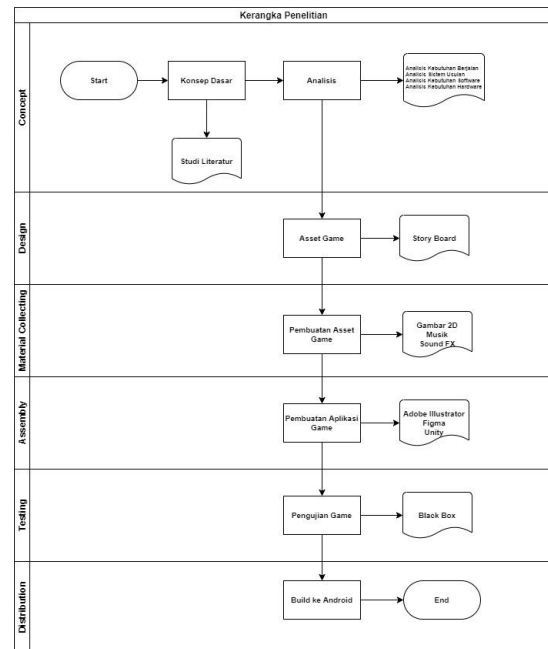 Kerangka Penelitian
Concept
Start
Konsep Dasar
Analisis
Analisis Kebutuhan Berjalan
Analisis Sistem Usulan
Analisis Kebutuhan Software
Analisis Kebutuhan Hardware
Studi Literatur
Design
Asset Game
Story Board
Material Collecting
Pembuatan Asset
Game
Gambar 2D
Musik
Sound FX
Assembly
Pembuatan Aplikasi
Game
Adobe Illustrator
Figma
Unity
Testing
Pengujian Game
Black Box
Distribution
Build ke Android
End